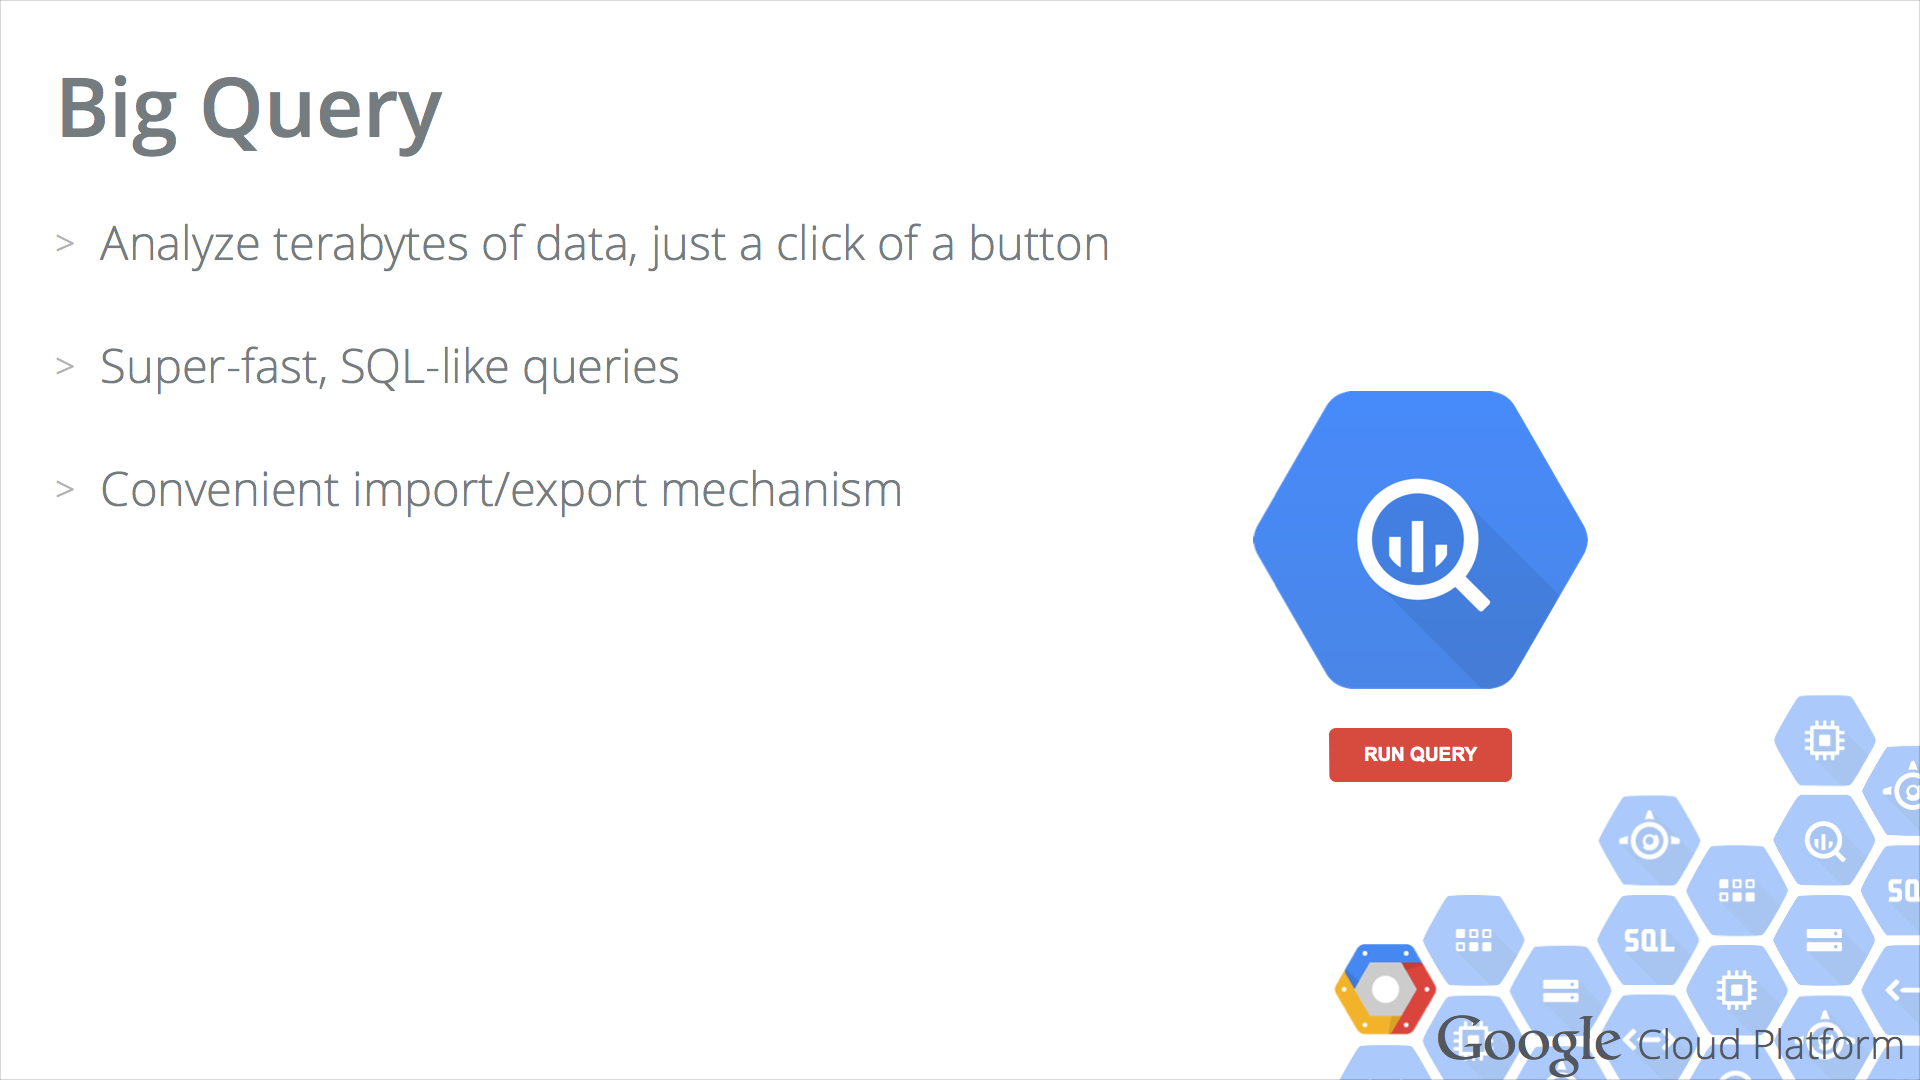 Big Query
> Analyze terabytes of data, just a click of a button
> Super-fast, SQL-like queries
> Convenient import/export mechanism
RUN QUERY
SQ
SQL
Google Cloud Platform